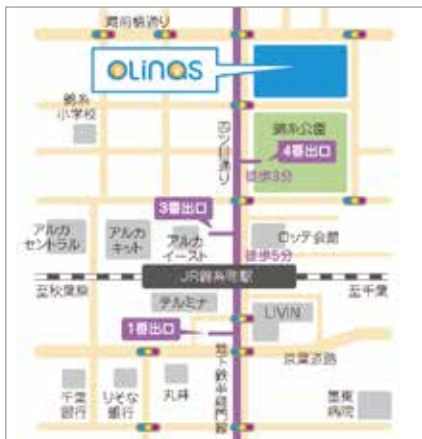 蔵前橋通り
OLiNAS
錦糸
小学校
四ツ目通り
錦糸公園
4番出口
徒歩3分
3番出口
アルカ
セントラル
アルカ
キット
アルカ
イースト
ロッテ会館
徒歩5分
JR錦糸町駅
至秋葉原
至千葉
テルミナ
LIVIN
1番出口
地下鉄半蔵門線
京葉道路
千葉
銀行
りそな
銀行
丸井
墨東
病院